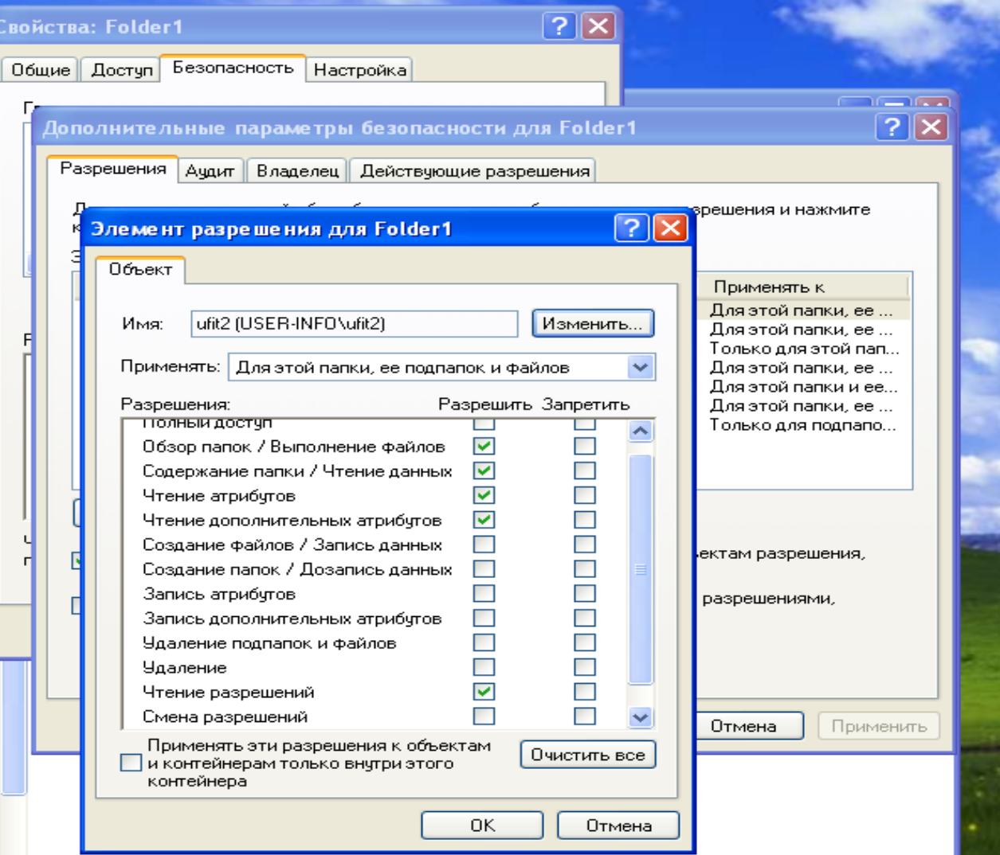 Свойства: Folder1
Общие
Доступ
Безопасность
Настройка
Дополнительные параметры безопасности для Folder1
Разрешения
Аудит
Владелец
Действующие разрешения
зрешения и нажмите
Применять к
Для этой папки, ее ...
Для этой папки, ее ...
Только для этой пап...
Для этой папки, ее ...
Для этой папки и ее...
Для этой папки, ее ...
Только для подпапо...
ектам разрешения,
разрешениями,
Отмена
Применить
Элемент разрешения для Folder1
Объект
Имя: ufit2 (USER-INFO\ufit2) Изменить...
Применять: Для этой папки, ее подпапок и файлов
Разрешения: Разрешить Запретить
Полный доступ
Обзор папок / Выполнение файлов
Содержание папки / Чтение данных
Чтение атрибутов
Чтение дополнительных атрибутов
Создание файлов / Запись данных
Создание папок / Дозапись данных
Запись атрибутов
Запись дополнительных атрибутов
Удаление подпапок и файлов
Удаление
Чтение разрешений
Смена разрешений
Применять эти разрешения к объектам
и контейнерам только внутри этого
контейнера
Очистить все
OK
Отмена